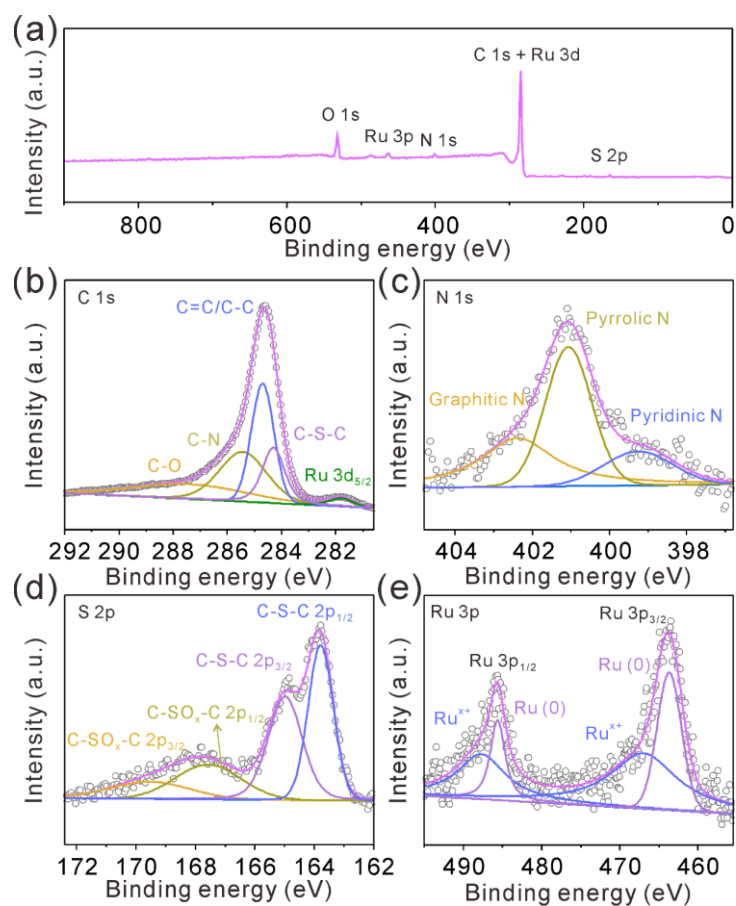 (a)
C 1s + Ru 3d
O 1s
Ru 3p
N 1s
S 2p
Intensity (a.u.)
800 600 400 200 0
Binding energy (eV)
(b)
C 1s
C=C/C-C
C-N
C-S-C
C-O
Ru 3d5/2
Intensity (a.u.)
292 290 288 286 284 282
Binding energy (eV)
(c)
N 1s
Pyrrolic N
Graphitic N
Pyridinic N
Intensity (a.u.)
404 402 400 398
Binding energy (eV)
(d)
S 2p
C-S-C 2p1/2
C-S-C 2p3/2
C-SOx-C 2p1/2
C-SOx-C 2p3/2
Intensity (a.u.)
172 170 168 166 164 162
Binding energy (eV)
(e)
Ru 3p
Ru 3p3/2
Ru 3p1/2
Ru (0)
Ru (0)
Rux+
Rux+
Intensity (a.u.)
490 480 470 460
Binding energy (eV)